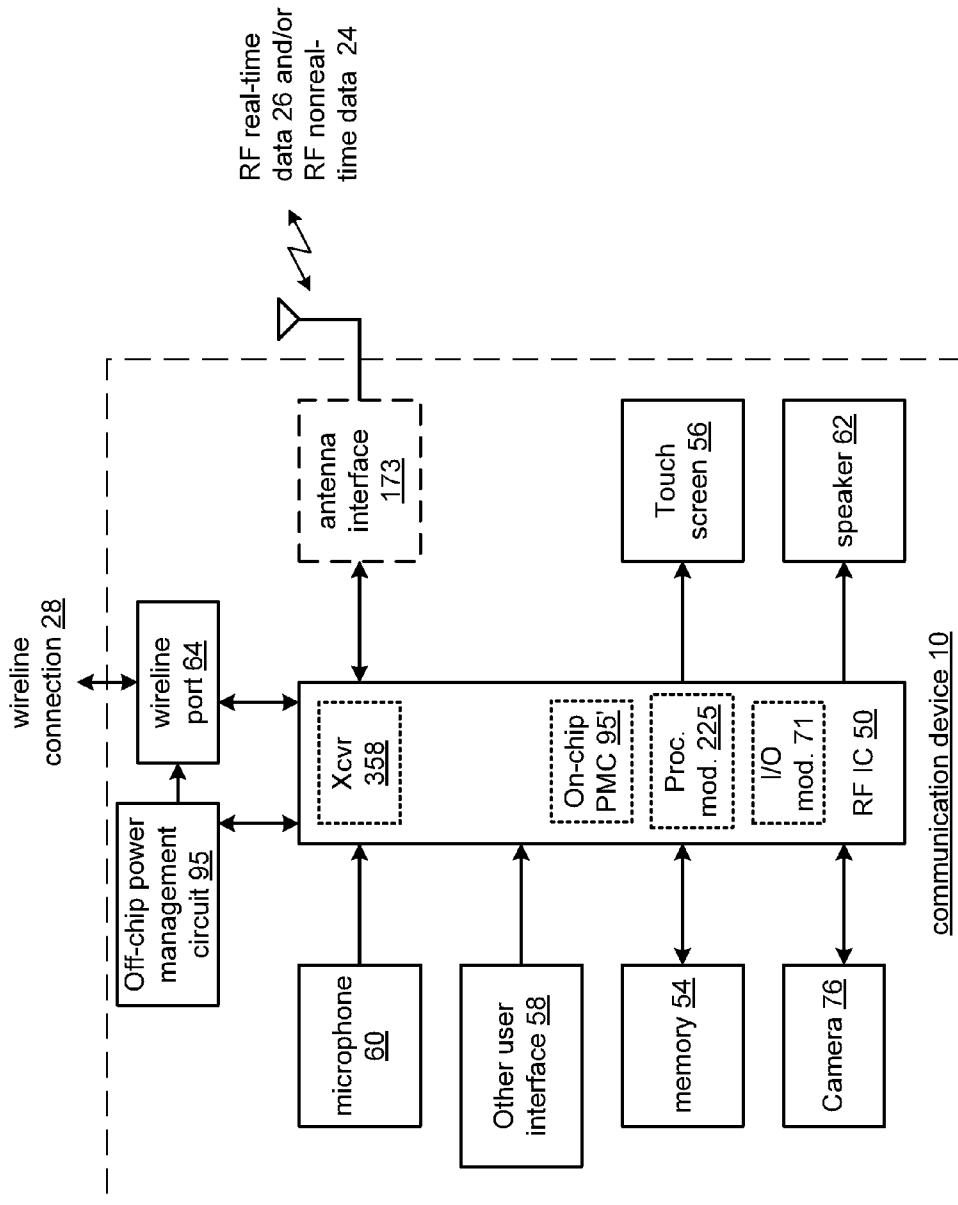 wireline
connection 28
Off-chip power
management
circuit 95
wireline
port 64
RF real-time
data 26 and/or
RF nonreal-
time data 24
microphone
60
Xcvr
358
antenna
interface
173
Other user
interface 58
On-chip
PMC 95'
memory 54
Proc.
mod. 225
Touch
screen 56
Camera 76
I/O
mod. 71
RF IC 50
speaker 62
communication device 10